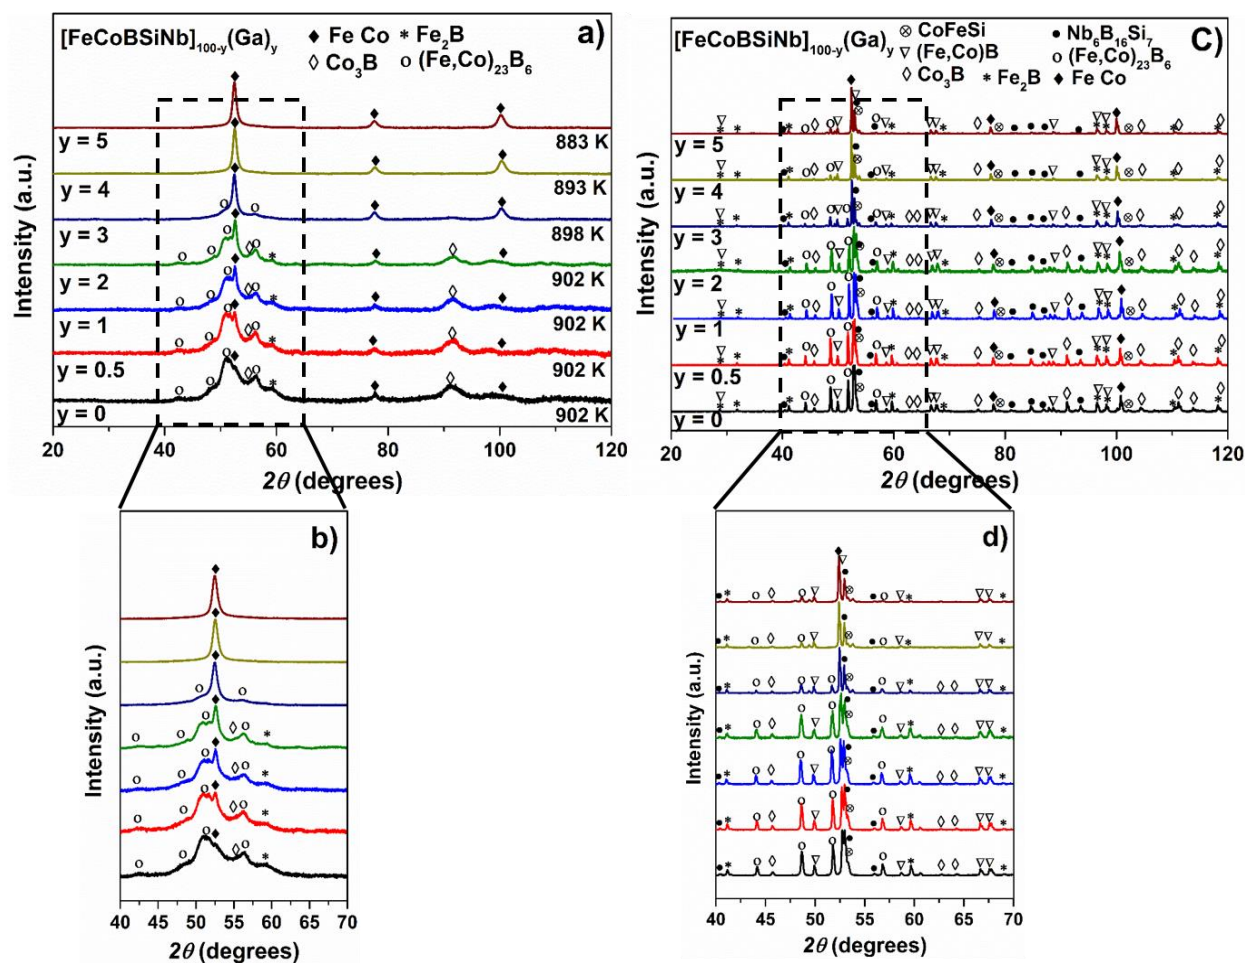 [FeCoBSiNb]100-y(Ga)y
a)
◆ Fe Co * Fe2B
◊ Co3B o (Fe,Co)23B6
y = 5
883 K
y = 4
893 K
y = 3
898 K
y = 2
902 K
y = 1
902 K
y = 0.5
902 K
y = 0
902 K
Intensity (a.u.)
20 40 60 80 100 120
2θ (degrees)
[FeCoBSiNb]100-y(Ga)y
C)
⊗ CoFeSi
● Nb6B16Si7
▽ (Fe,Co)B
o (Fe,Co)23B6
◊ Co3B * Fe2B ◆ Fe Co
y = 5
y = 4
y = 3
y = 2
y = 1
y = 0.5
y = 0
Intensity (a.u.)
20 40 60 80 100 120
2θ (degrees)
b)
Intensity (a.u.)
40 45 50 55 60 65 70
2θ (degrees)
d)
Intensity (a.u.)
40 45 50 55 60 65 70
2θ (degrees)